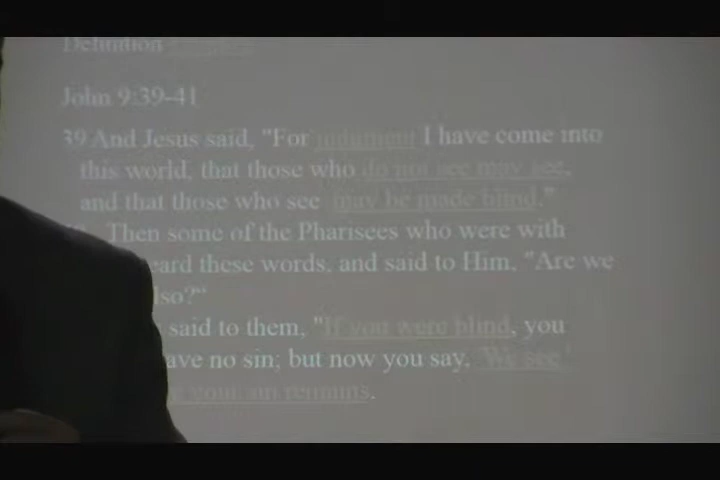 Definition
John 9:39-41
39 And Jesus said, "For judgment I have come into
this world, that those who do not see may see,
and that those who see may be made blind."
Then some of the Pharisees who were with
eard these words, and said to Him, "Are we
lso?"
said to them, "If you were blind, you
ave no sin; but now you say, 'We see.'
your sin remains.